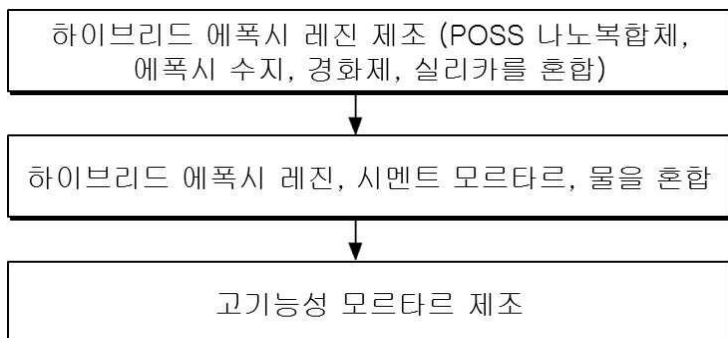 하이브리드 에폭시 레진 제조 (POSS 나노복합체,
에폭시 수지, 경화제, 실리카를 혼합)
하이브리드 에폭시 레진, 시멘트 모르타르, 물을 혼합
고기능성 모르타르 제조